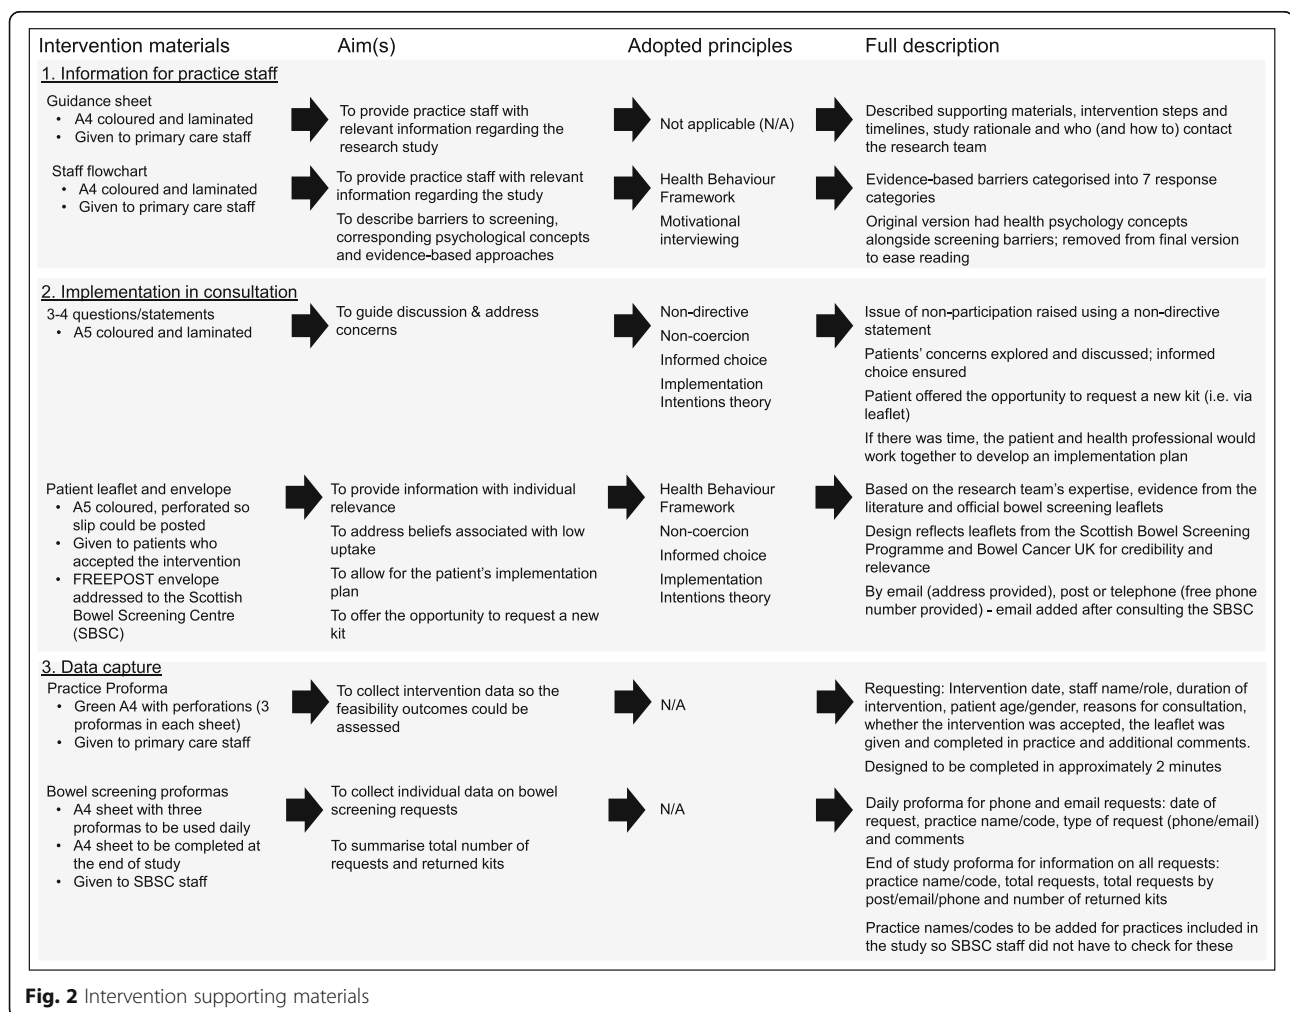 Intervention materials
Aim(s)
Adopted principles
Full description
1. Information for practice staff
Guidance sheet
• A4 coloured and laminated
• Given to primary care staff
To provide practice staff with
relevant information regarding the
research study
Not applicable (N/A)
Described supporting materials, intervention steps and
timelines, study rationale and who (and how to) contact
the research team
Staff flowchart
• A4 coloured and laminated
• Given to primary care staff
To provide practice staff with relevant
information regarding the study
To describe barriers to screening,
corresponding psychological concepts
and evidence-based approaches
Health Behaviour
Framework
Motivational
interviewing
Evidence-based barriers categorised into 7 response
categories
Original version had health psychology concepts
alongside screening barriers; removed from final version
to ease reading
2. Implementation in consultation
3-4 questions/statements
• A5 coloured and laminated
To guide discussion & address
concerns
Non-directive
Non-coercion
Informed choice
Implementation
Intentions theory
Issue of non-participation raised using a non-directive
statement
Patients' concerns explored and discussed; informed
choice ensured
Patient offered the opportunity to request a new kit (i.e. via
leaflet)
If there was time, the patient and health professional would
work together to develop an implementation plan
Patient leaflet and envelope
• A5 coloured, perforated so
slip could be posted
• Given to patients who
accepted the intervention
• FREEPOST envelope
addressed to the Scottish
Bowel Screening Centre
(SBSC)
To provide information with individual
relevance
To address beliefs associated with low
uptake
To allow for the patient's implementation
plan
To offer the opportunity to request a new
kit
Health Behaviour
Framework
Non-coercion
Informed choice
Implementation
Intentions theory
Based on the research team's expertise, evidence from the
literature and official bowel screening leaflets
Design reflects leaflets from the Scottish Bowel Screening
Programme and Bowel Cancer UK for credibility and
relevance
By email (address provided), post or telephone (free phone
number provided) - email added after consulting the SBSC
3. Data capture
Practice Proforma
• Green A4 with perforations (3
proformas in each sheet)
• Given to primary care staff
To collect intervention data so the
feasibility outcomes could be
assessed
N/A
Requesting: Intervention date, staff name/role, duration of
intervention, patient age/gender, reasons for consultation,
whether the intervention was accepted, the leaflet was
given and completed in practice and additional comments.
Designed to be completed in approximately 2 minutes
Bowel screening proformas
• A4 sheet with three
proformas to be used daily
• A4 sheet to be completed at
the end of study
• Given to SBSC staff
To collect individual data on bowel
screening requests
To summarise total number of
requests and returned kits
N/A
Daily proforma for phone and email requests: date of
request, practice name/code, type of request (phone/email)
and comments
End of study proforma for information on all requests:
practice name/code, total requests, total requests by
post/email/phone and number of returned kits
Practice names/codes to be added for practices included in
the study so SBSC staff did not have to check for these
Fig. 2 Intervention supporting materials